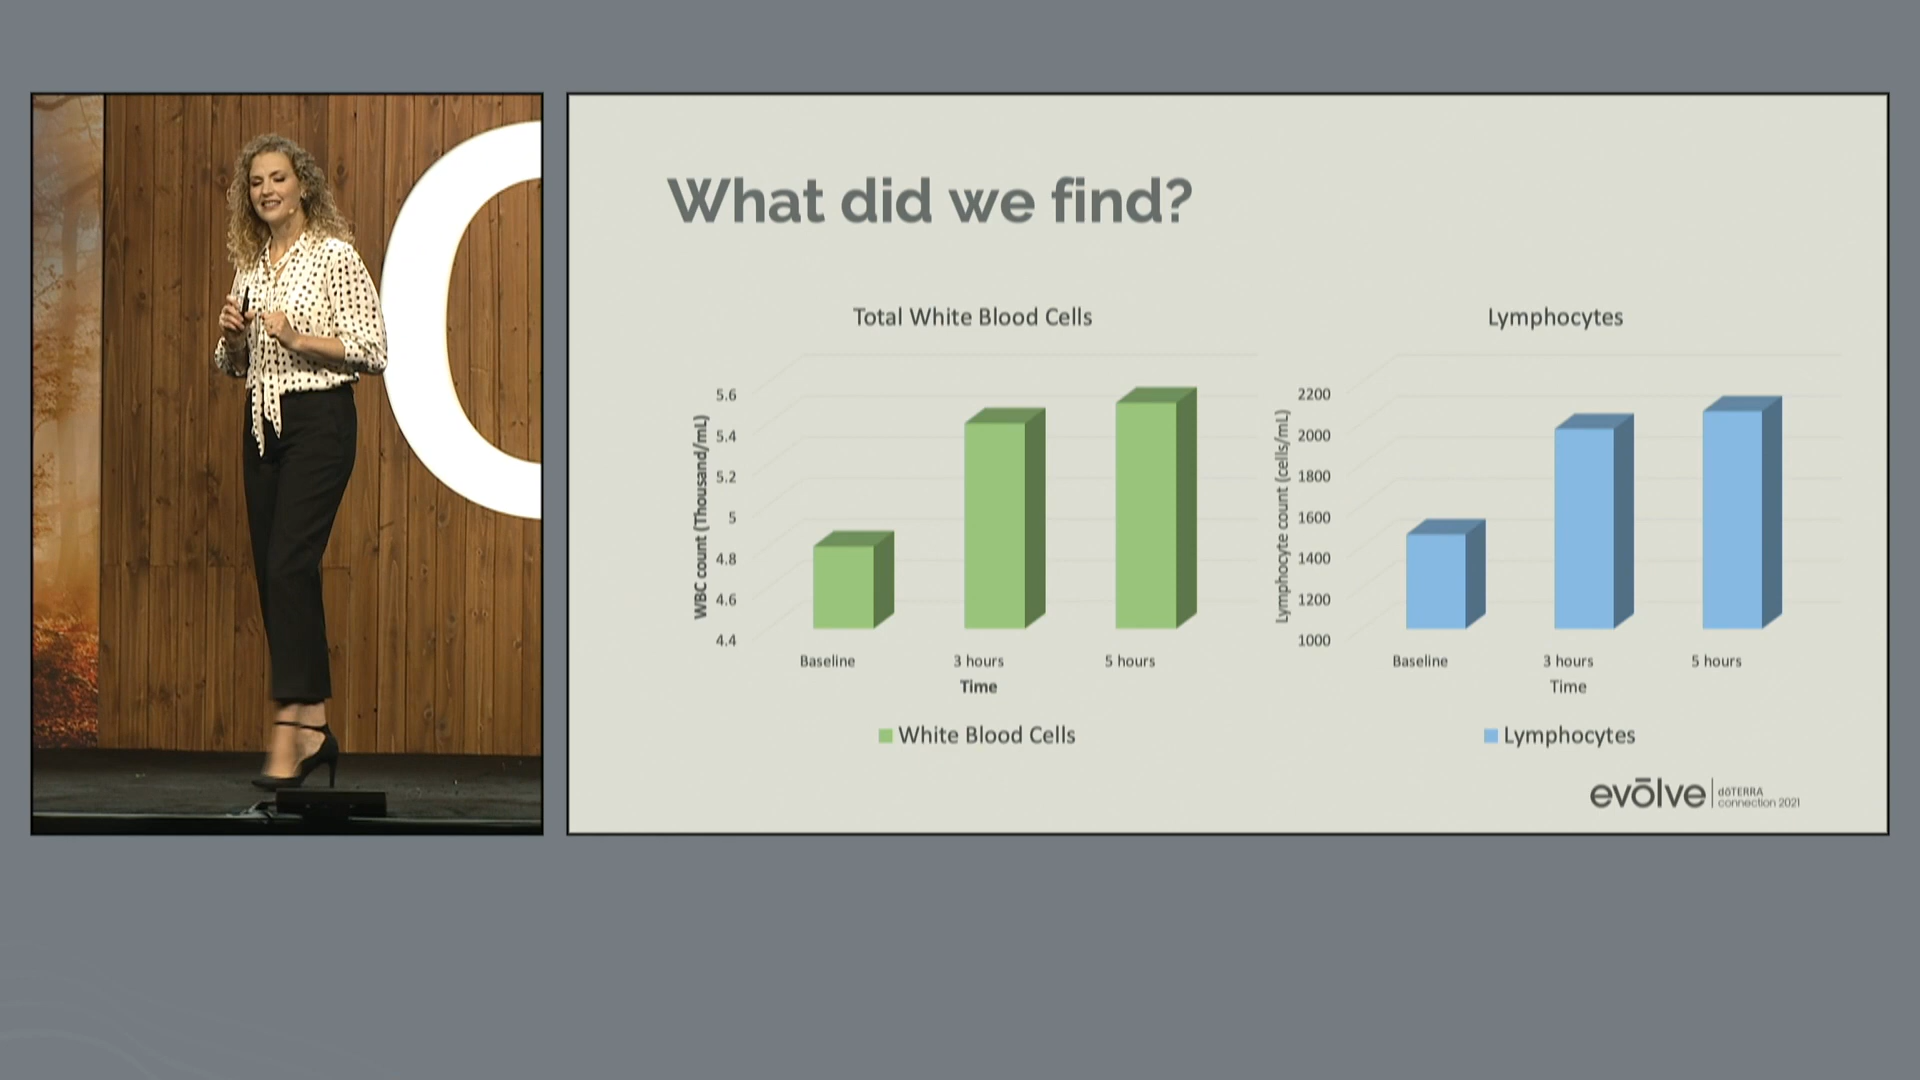 What did we find?
Total White Blood Cells
WBC count (Thousand/mL)
5.6
5.4
5.2
5
4.8
4.6
4.4
Baseline 3 hours 5 hours
Time
White Blood Cells
Lymphocytes
Lymphocyte count (cells/mL)
2200
2000
1800
1600
1400
1200
1000
Baseline 3 hours 5 hours
Time
Lymphocytes
evōlve
dōTERRA
connection 2021